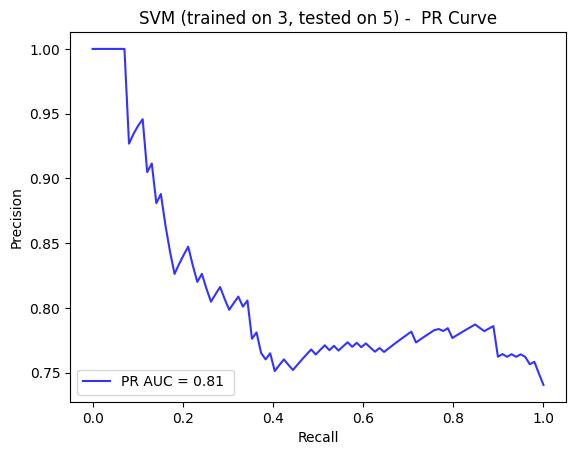 SVM (trained on 3, tested on 5) -  PR Curve
1.00
0.95
0.90
0.85
0.80
0.75
Precision
PR AUC = 0.81
0.0 0.2 0.4 0.6 0.8 1.0
Recall